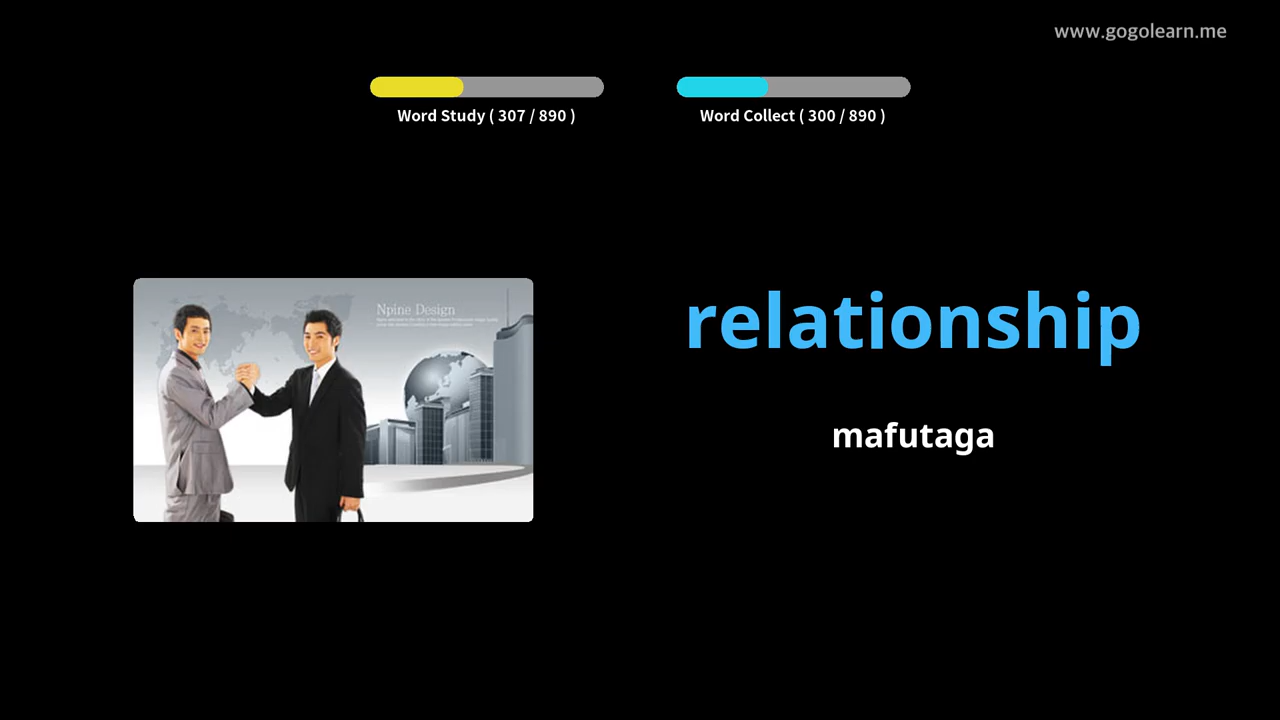 www.gogolearn.me
Word Study ( 307 / 890 )
Word Collect ( 300 / 890 )
Npine Design
relationship
mafutaga